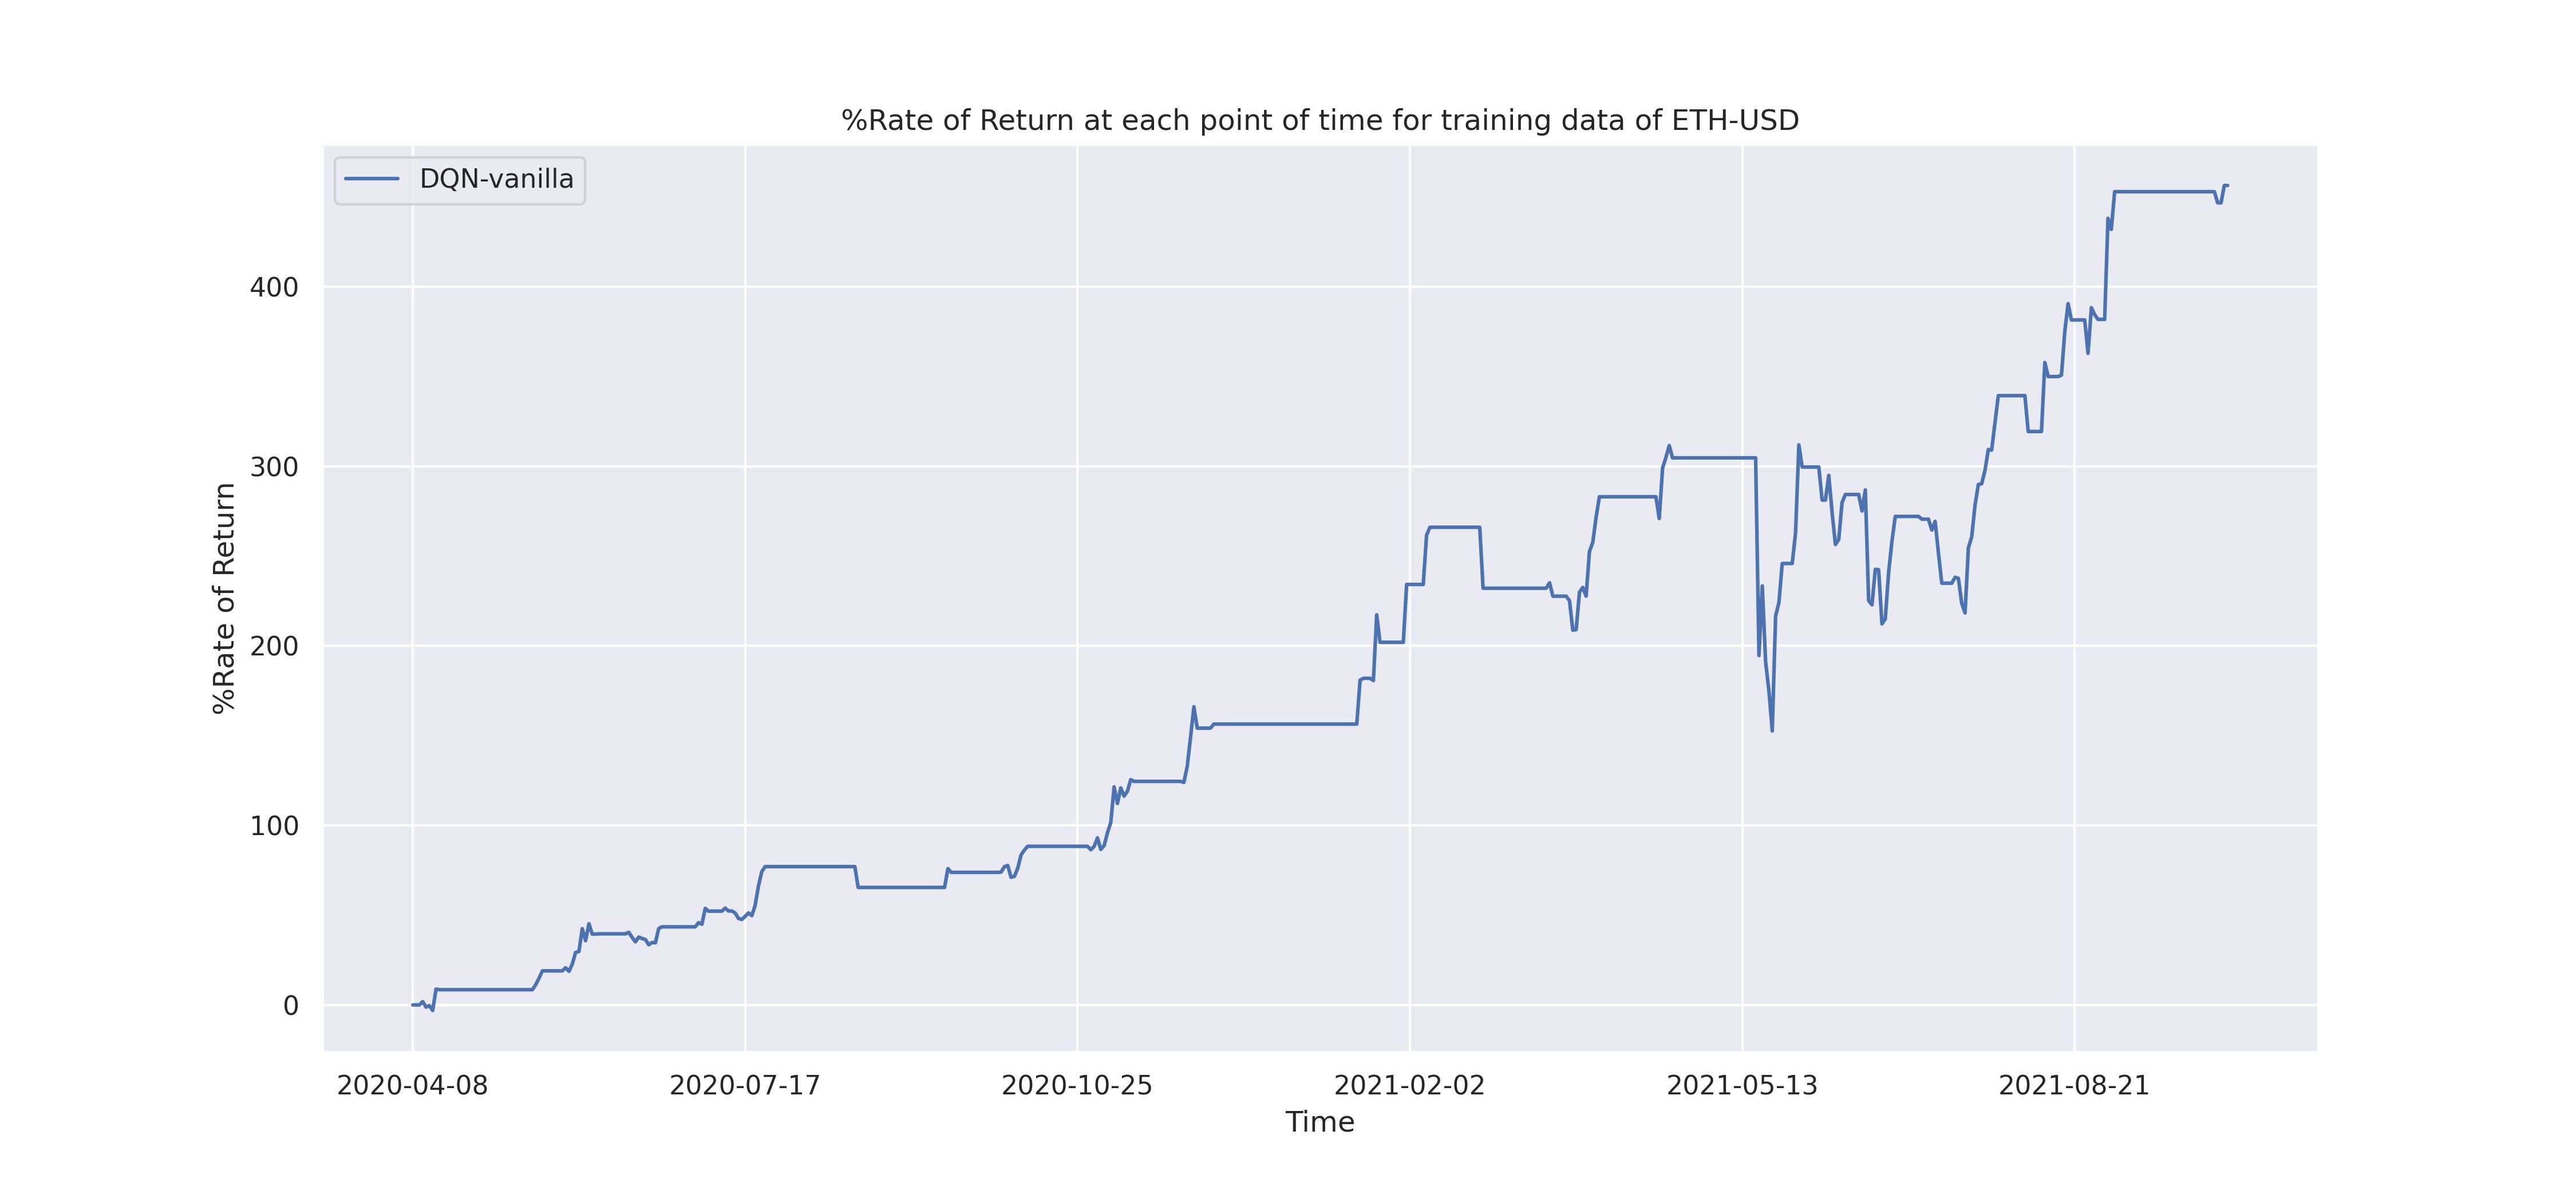 %Rate of Return at each point of time for training data of ETH-USD
DQN-vanilla
%Rate of Return
400
300
200
100
0
2020-04-08 2020-07-17 2020-10-25 2021-02-02 2021-05-13 2021-08-21
Time